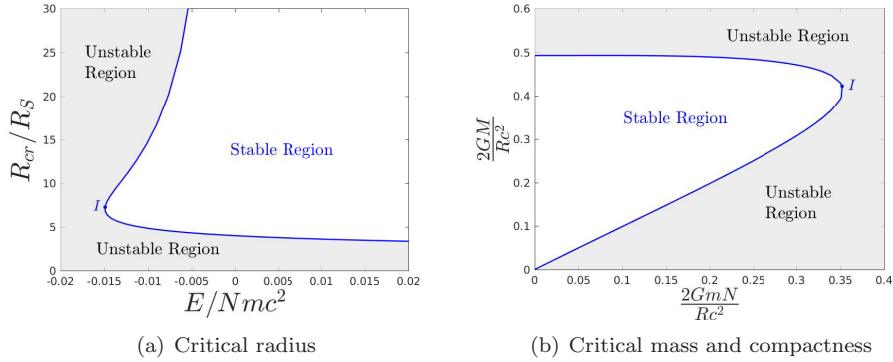 30
25
20
15
10
5
0
R_{cr}/R_S
Unstable
Region
Stable Region
I
Unstable Region
-0.02
-0.015
-0.01
-0.005
0
0.005
0.01
0.015
0.02
E/Nmc^2
(a) Critical radius
0.6
0.5
0.4
0.3
0.2
0.1
0
2GM
Rc^2
Unstable Region
I
Stable Region
Unstable
Region
0
0.05
0.1
0.15
0.2
0.25
0.3
0.35
0.4
2GmN
Rc^2
(b) Critical mass and compactness